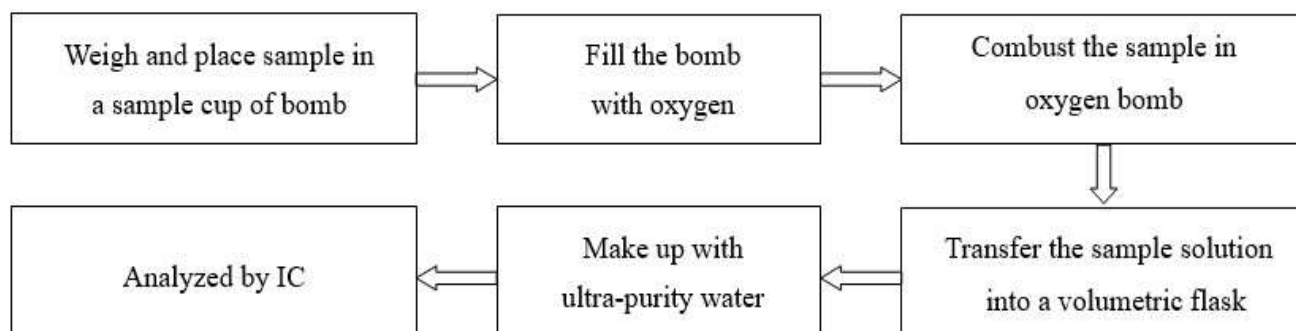 Weigh and place sample in
a sample cup of bomb
Fill the bomb
with oxygen
Combust the sample in
oxygen bomb
Transfer the sample solution
into a volumetric flask
Make up with
ultra-purity water
Analyzed by IC